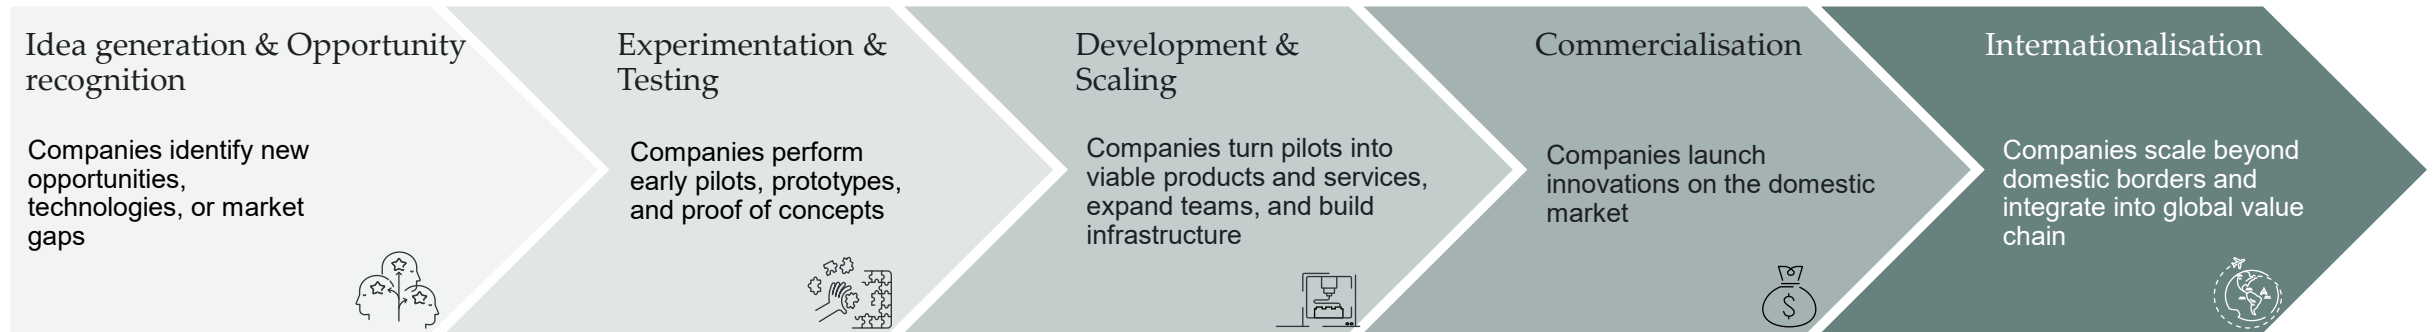 Idea generation & Opportunity
recognition
Companies identify new
opportunities,
technologies, or market
gaps
Experimentation &
Testing
Companies perform
early pilots, prototypes,
and proof of concepts
Development &
Scaling
Companies turn pilots into
viable products and services,
expand teams, and build
infrastructure
Commercialisation
Companies launch
innovations on the domestic
market
$
Internationalisation
Companies scale beyond
domestic borders and
integrate into global value
chain